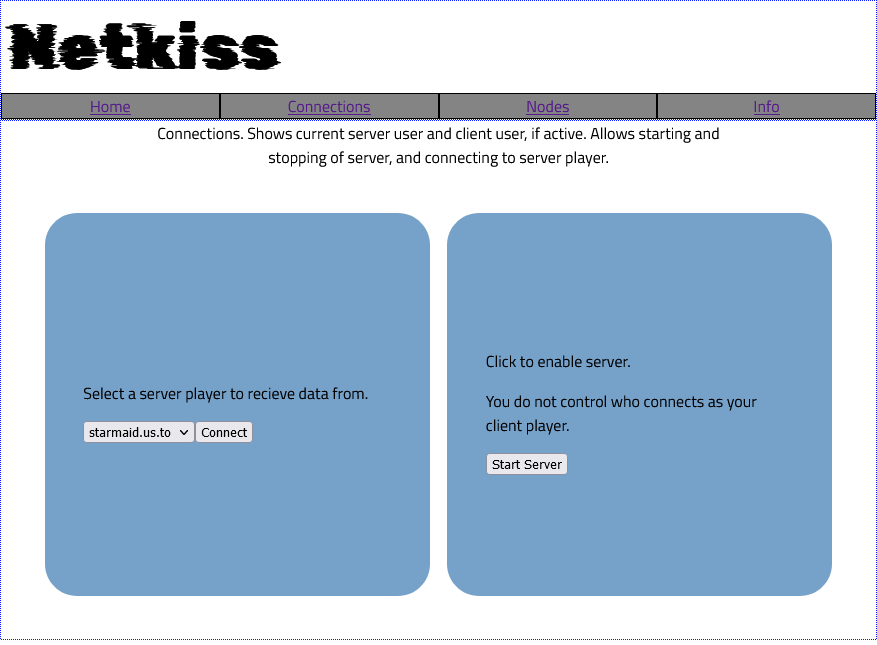 Netkiss
Home Connections Nodes Info
Connections. Shows current server user and client user, if active. Allows starting and
stopping of server, and connecting to server player.
Select a server player to recieve data from.
starmaid.us.to Connect
Click to enable server.
You do not control who connects as your
client player.
Start Server